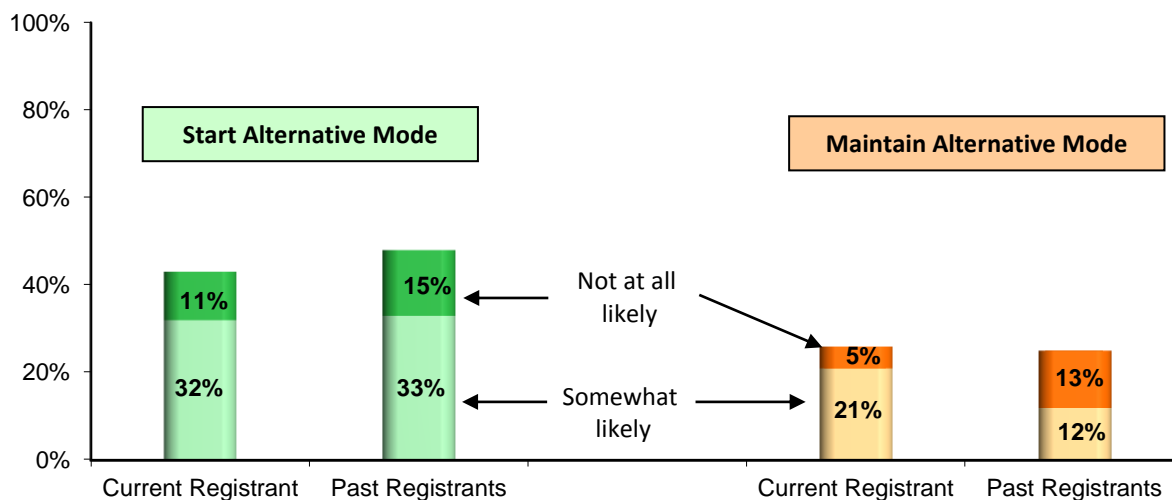 100%
80%
60%
40%
20%
0%
Start Alternative Mode
Maintain Alternative Mode
11%
32%
15%
33%
Not at all
likely
Somewhat
likely
5%
21%
13%
12%
Current Registrant
Past Registrants
Current Registrant
Past Registrants